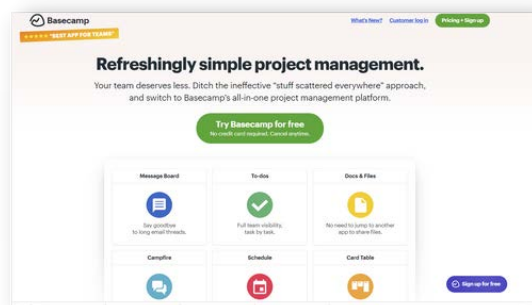 Basecamp
What's New?
Customer log in
Pricing + Sign up
"BEST APP FOR TEAMS"
Refreshingly simple project management.
Your team deserves less. Ditch the ineffective "stuff scattered everywhere" approach,
and switch to Basecamp's all-in-one project management platform.
Try Basecamp for free
No credit card required. Cancel anytime.
Message Board
To-dos
Docs & Files
Say goodbye
to long email threads.
Full team visibility,
task by task.
No need to jump to another
app to share files.
Campfire
Schedule
Card Table
Sign up for free